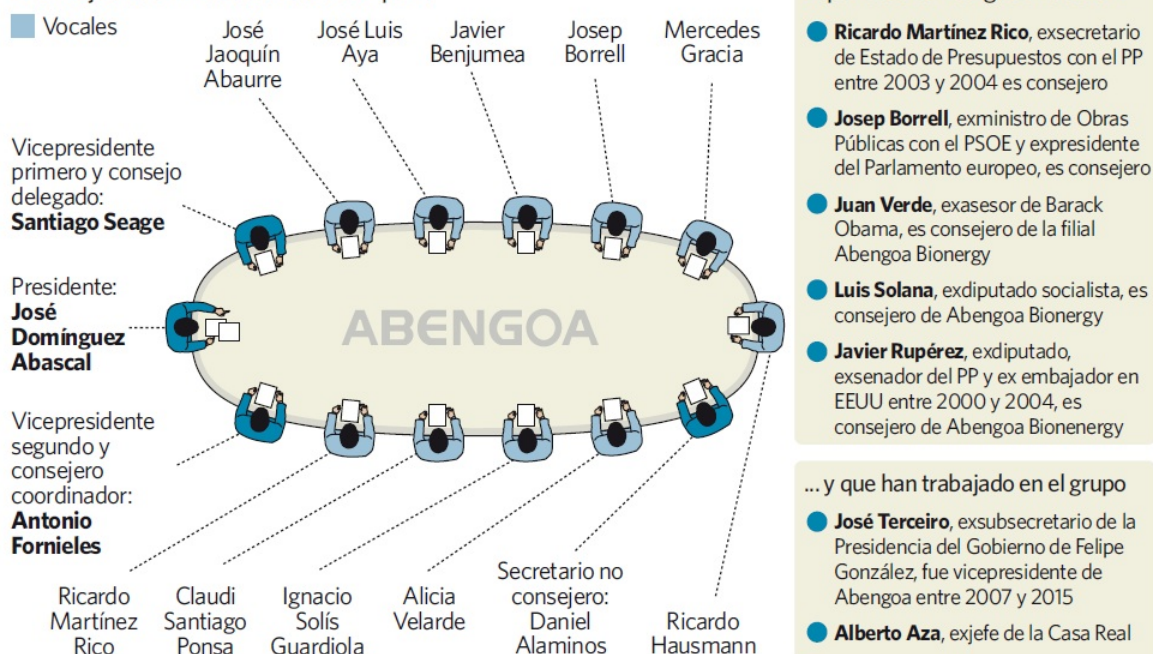 Vocales
José
Jaoquín
Abaurre
José Luis
Aya
Javier
Benjumea
Josep
Borrell
Mercedes
Gracia
Vicepresidente
primero y consejo
delegado:
Santiago Seage
Presidente:
José
Domínguez
Abascal
ABENGOA
Vicepresidente
segundo y
consejero
coordinador:
Antonio
Fornieles
Ricardo
Martínez
Rico
Claudi
Santiago
Ponsa
Ignacio
Solís
Guardiola
Alicia
Velarde
Secretario no
consejero:
Daniel
Alaminos
Ricardo
Hausmann
Ricardo Martínez Rico, exsecretario
de Estado de Presupuestos con el PP
entre 2003 y 2004 es consejero
Josep Borrell, exministro de Obras
Públicas con el PSOE y expresidente
del Parlamento europeo, es consejero
Juan Verde, exasesor de Barack
Obama, es consejero de la filial
Abengoa Bionergy
Luis Solana, exdiputado socialista, es
consejero de Abengoa Bionergy
Javier Rupérez, exdiputado,
exsenador del PP y ex embajador en
EEUU entre 2000 y 2004, es
consejero de Abengoa Bionenergy
... y que han trabajado en el grupo
José Terceiro, exsubsecretario de la
Presidencia del Gobierno de Felipe
González, fue vicepresidente de
Abengoa entre 2007 y 2015
Alberto Aza, exjefe de la Casa Real